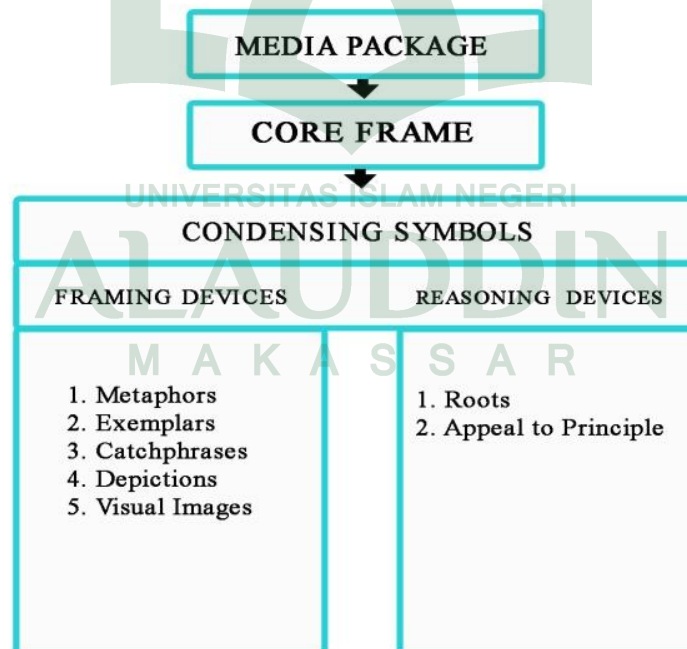 MEDIA PACKAGE
CORE FRAME
UNIVERSITAS ISLAM NEGERI
CONDENSING SYMBOLS
ALAUDDIN
FRAMING DEVICES
REASONING DEVICES
MAKASSAR
1. Metaphors
2. Exemplars
3. Catchphrases
4. Depictions
5. Visual Images
1. Roots
2. Appeal to Principle